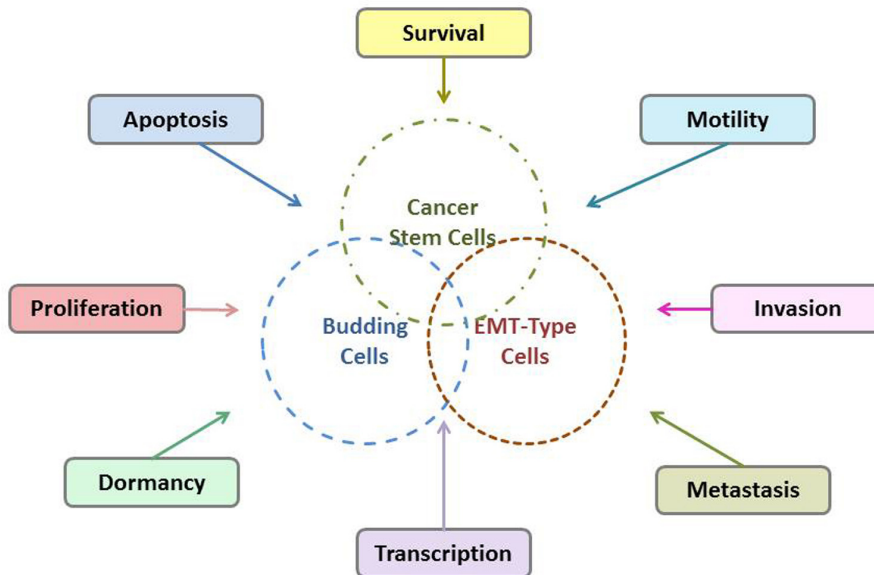 Survival
Apoptosis
Motility
Cancer
Stem Cells
Proliferation
Invasion
Budding
Cells
EMT-Type
Cells
Dormancy
Metastasis
Transcription